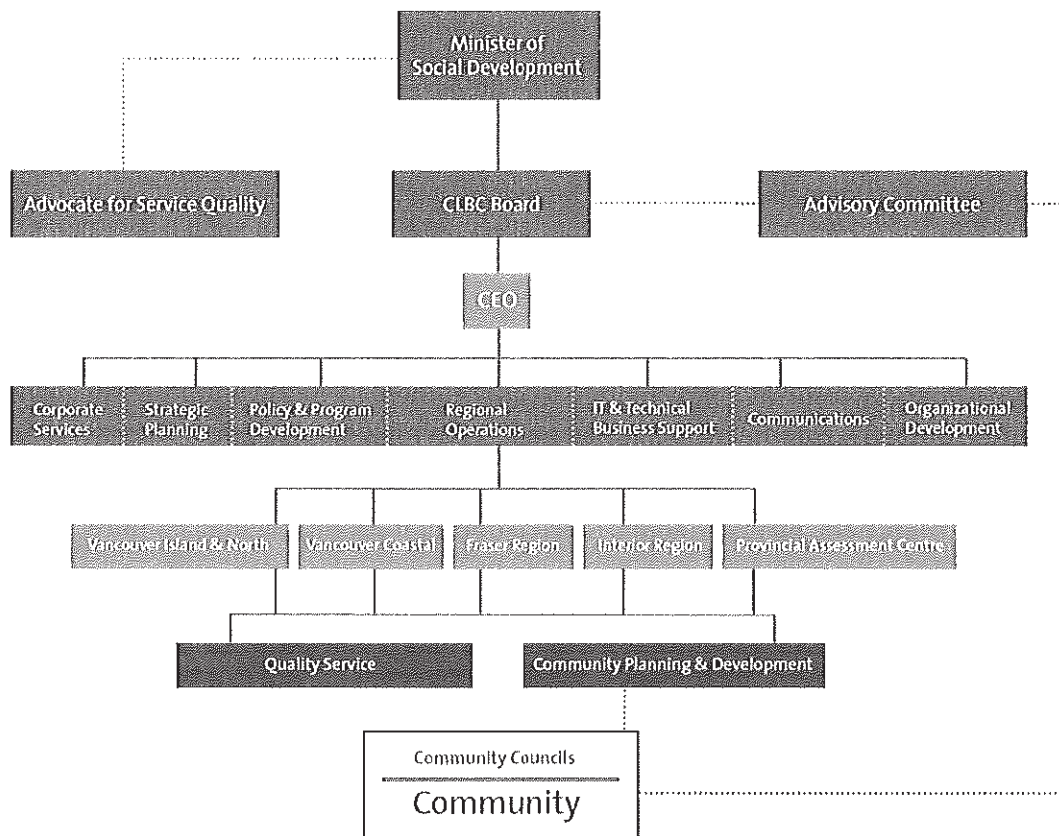 Minister of
Social Development
Advocate for Service Quality
CLBC Board
Advisory Committee
CEO
Corporate
Services
Strategic
Planning
Policy & Program
Development
Regional
Operations
IT & Technical
Business Support
Communications
Organizational
Development
Vancouver Island & North
Vancouver Coastal
Fraser Region
Interior Region
Provincial Assessment Centre
Quality Service
Community Planning & Development
Community Councils
Community